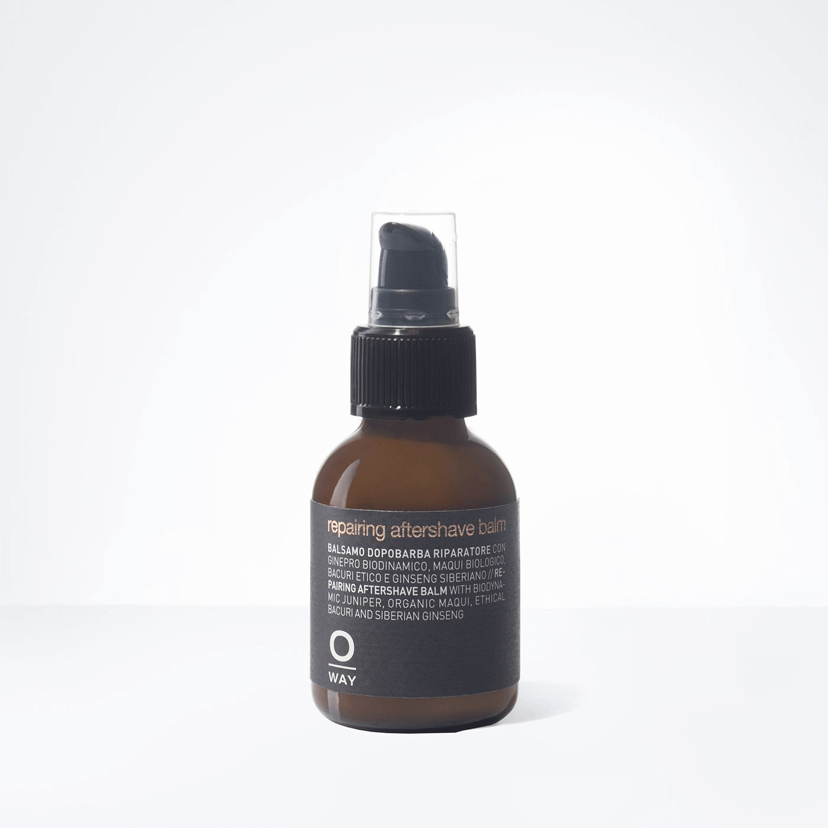 repairing aftershave balm
BALSAMO DOPOBARBA RIPARATORE CON
GINEPRO BIODINAMICO, MAQUI BIOLOGICO,
BACURI ETICO E GINSENG SIBERIANO // RE-
PAIRING AFTERSHAVE BALM WITH BIODYNA-
MIC JUNIPER, ORGANIC MAQUI, ETHICAL
BACURI AND SIBERIAN GINSENG
O
WAY